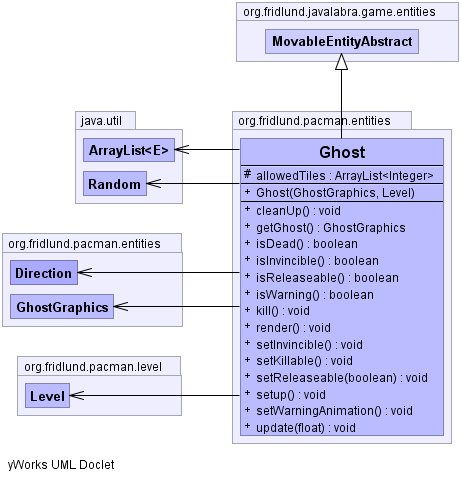 org.fridlund.javalabra.game.entities
MovableEntityAbstract
java.util
ArrayList<E>
Random
org.fridlund.pacman.entities
Direction
GhostGraphics
org.fridlund.pacman.level
Level
org.fridlund.pacman.entities
Ghost
# allowedTiles : ArrayList<Integer>
+ Ghost(GhostGraphics, Level)
+ cleanUp() : void
+ getGhost() : GhostGraphics
+ isDead() : boolean
+ isInvincible() : boolean
+ isReleaseable() : boolean
+ isWarning() : boolean
+ kill() : void
+ render() : void
+ setInvincible() : void
+ setKillable() : void
+ setReleaseable(boolean) : void
+ setup() : void
+ setWarningAnimation() : void
+ update(float) : void
yWorks UML Doclet